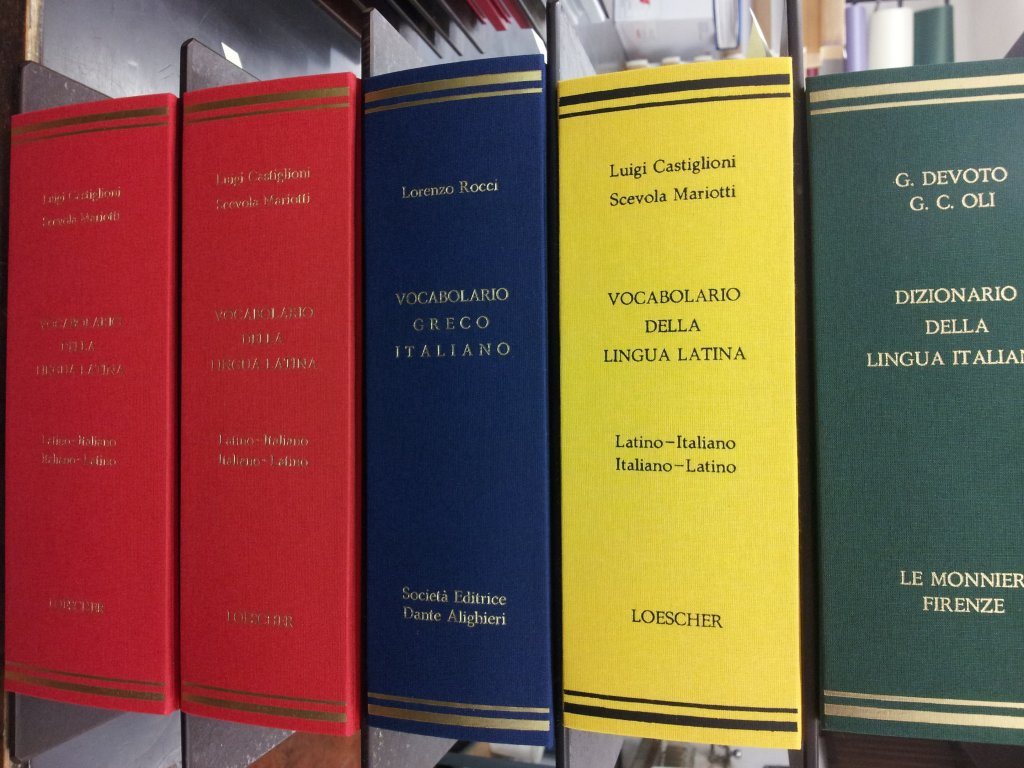 Luigi Castiglioni
Scevola Mariotti
VOCABOLARIO
DELLA
LINGUA LATINA
Latino-Italiano
Italiano-Latino
LOESCHER
Luigi Castiglioni
Scevola Mariotti
VOCABOLARIO
DELLA
LINGUA LATINA
Latino-Italiano
Italiano-Latino
LOESCHER
Lorenzo Rocci
VOCABOLARIO
GRECO
ITALIANO
Società Editrice
Dante Alighieri
Luigi Castiglioni
Scevola Mariotti
VOCABOLARIO
DELLA
LINGUA LATINA
Latino-Italiano
Italiano-Latino
LOESCHER
G. DEVOTO
G. C. OLI
DIZIONARIO
DELLA
LINGUA ITALIAN
LE MONNIER
FIRENZE